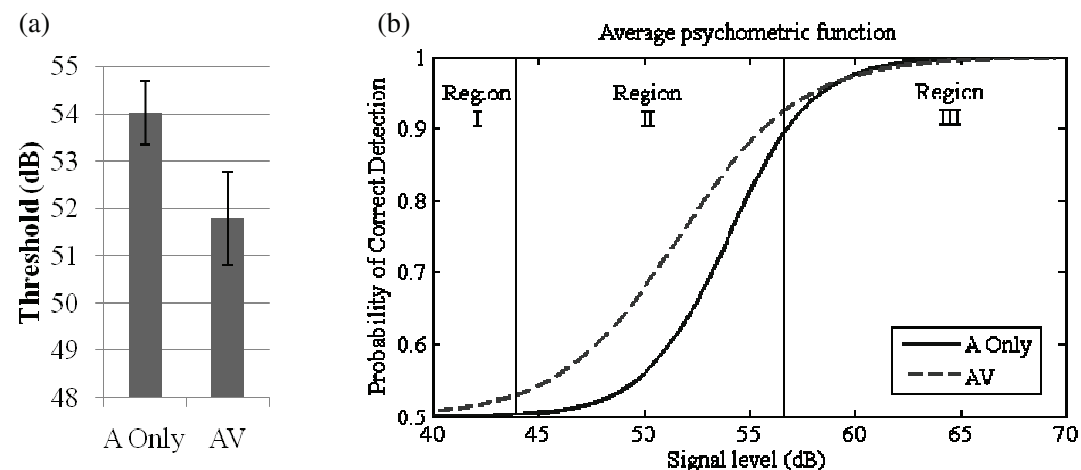 (a)
Threshold (dB)
55
54
53
52
51
50
49
48
A Only AV
(b)
Average psychometric function
Probability of Correct Detection
1
0.9
0.8
0.7
0.6
0.5
Region
I
Region
II
Region
III
A Only
AV
40 45 55 60 65 70
Signal level (dB)